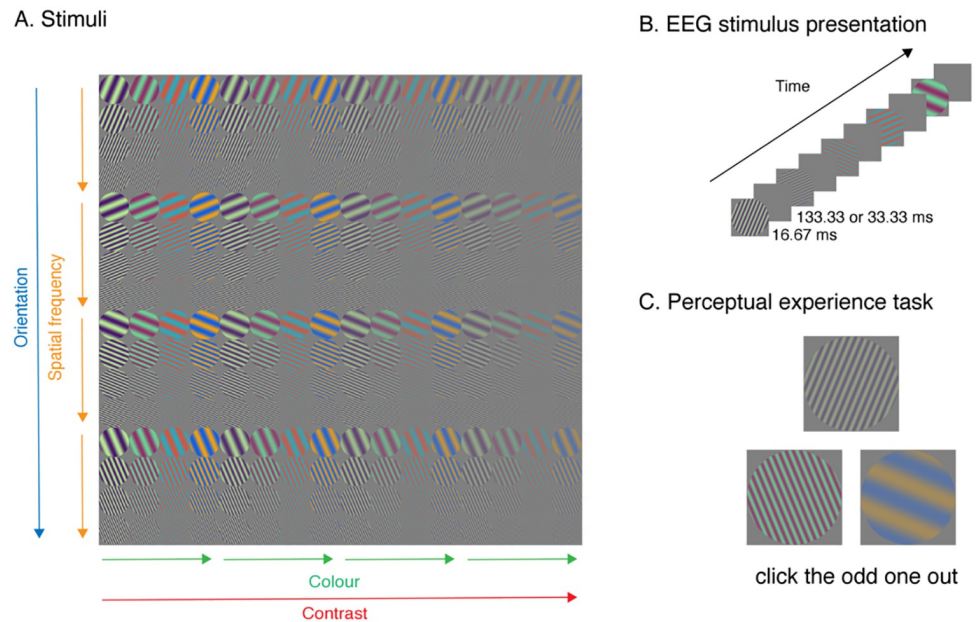 A. Stimuli
Orientation
Spatial frequency
Colour
Contrast
B. EEG stimulus presentation
Time
133.33 or 33.33 ms
16.67 ms
C. Perceptual experience task
click the odd one out